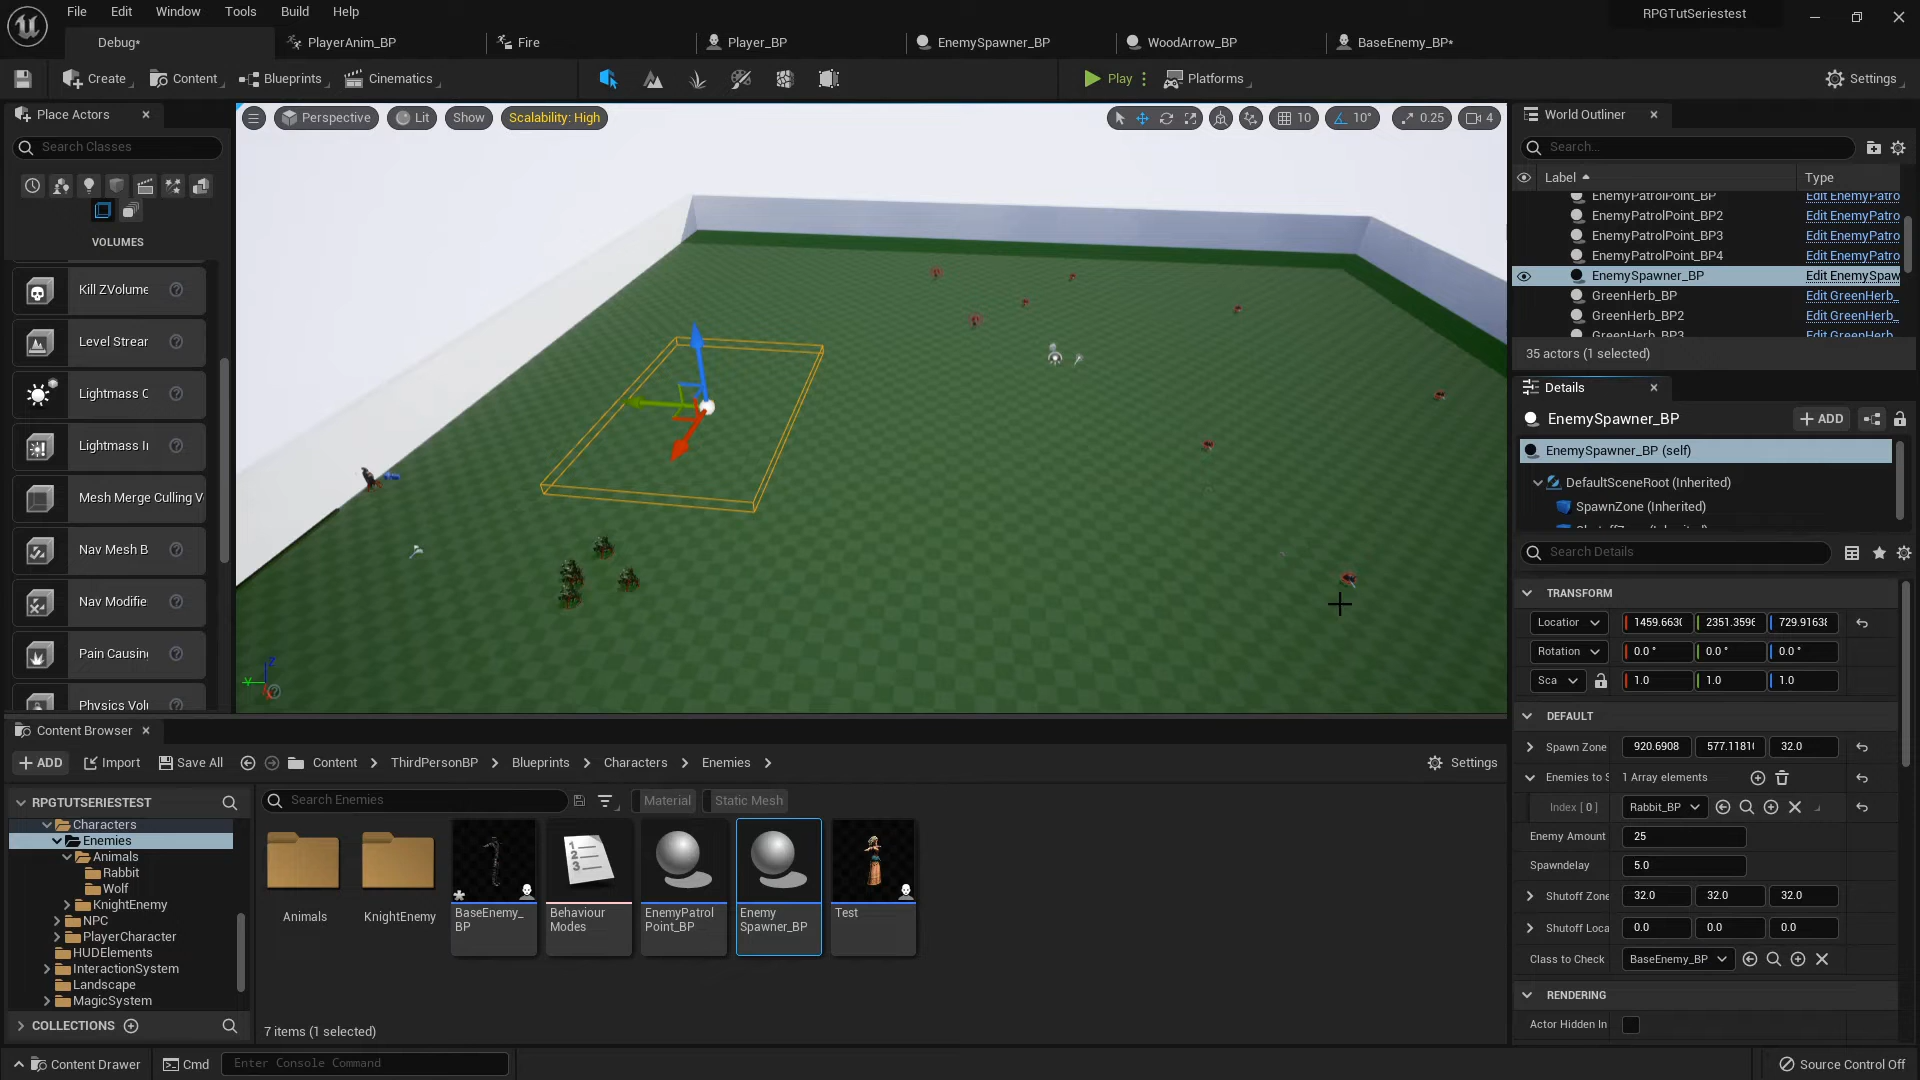 File Edit Window Tools Build Help
RPGTutSeriestest
Debug*
PlayerAnim_BP
Fire
Player_BP
EnemySpawner_BP
WoodArrow_BP
BaseEnemy_BP*
Create
Content
Blueprints
Cinematics
Play
Platforms
Settings
Place Actors
Search Classes
VOLUMES
Kill ZVolume
Level Strear
Lightmass C
Lightmass Ii
Mesh Merge Culling V
Nav Mesh B
Nav Modifie
Pain Causin
Physics Volu
Perspective
Lit
Show
Scalability: High
10
10°
0.25
4
World Outliner
Search...
Label
Type
EnemyPatrolPoint_BP Edit EnemyPatro
EnemyPatrolPoint_BP2 Edit EnemyPatro
EnemyPatrolPoint_BP3 Edit EnemyPatro
EnemyPatrolPoint_BP4 Edit EnemyPatro
EnemySpawner_BP Edit EnemySpaw
GreenHerb_BP Edit GreenHerb_
GreenHerb_BP2 Edit GreenHerb_
GreenHerb_BP3 Edit GreenHerb_
35 actors (1 selected)
Details
EnemySpawner_BP
+ ADD
EnemySpawner_BP (self)
DefaultSceneRoot (Inherited)
SpawnZone (Inherited)
Search Details
TRANSFORM
Location 1459.663 2351.359 729.9163
Rotation 0.0 ° 0.0 ° 0.0 °
Sca 1.0 1.0 1.0
DEFAULT
Spawn Zone 920.6908 577.1181 32.0
Enemies to S 1 Array elements
Index [ 0 ] Rabbit_BP
Enemy Amount 25
Spawndelay 5.0
Shutoff Zone 32.0 32.0 32.0
Shutoff Loca 0.0 0.0 0.0
Class to Check BaseEnemy_BP
RENDERING
Actor Hidden In
Z
Y
Content Browser
+ ADD
Import
Save All
Content > ThirdPersonBP > Blueprints > Characters > Enemies >
Settings
RPGTUTSERIESTEST
Characters
Enemies
Animals
Rabbit
Wolf
KnightEnemy
NPC
PlayerCharacter
HUDElements
InteractionSystem
Landscape
MagicSystem
COLLECTIONS
Search Enemies
Material
Static Mesh
Animals
KnightEnemy
BaseEnemy_
BP
Behaviour
Modes
EnemyPatrol
Point_BP
Enemy
Spawner_BP
Test
7 items (1 selected)
Content Drawer
Cmd
Enter Console Command
Source Control Off